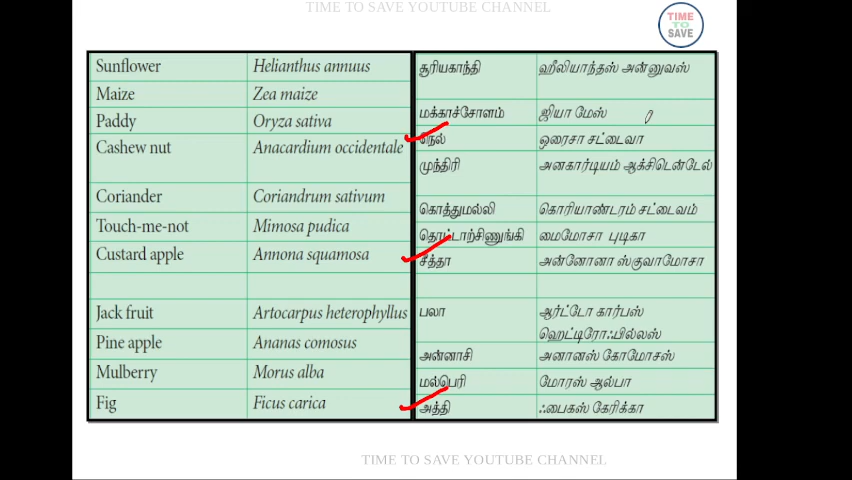 TIME TO SAVE YOUTUBE CHANNEL
TIME
TO
SAVE
Sunflower Helianthus annuus சூரியகாந்தி ஹீலியாந்தஸ் அன்னுவஸ்
Maize Zea maize மக்காச்சோளம் ஜியா மேஸ்
Paddy Oryza sativa நெல் ஒரைசா சட்டைவா
Cashew nut Anacardium occidentale முந்திரி அனகார்டியம் ஆக்சிடென்டேல்
Coriander Coriandrum sativum கொத்துமல்லி கொரியாண்டரம் சட்டைவம்
Touch-me-not Mimosa pudica தொட்டாற்சிணுங்கி மைமோசா புடிகா
Custard apple Annona squamosa சீத்தா அன்னோனா ஸ்குவாமோசா
Jack fruit Artocarpus heterophyllus பலா ஆர்ட்டோ கார்பஸ்
ஹெட்டிரோஃபில்லஸ்
Pine apple Ananas comosus அன்னாசி அனானஸ் கோமோசஸ்
Mulberry Morus alba மல்பெரி மோரஸ் ஆல்பா
Fig Ficus carica அத்தி ஃபைகஸ் கேரிக்கா
TIME TO SAVE YOUTUBE CHANNEL